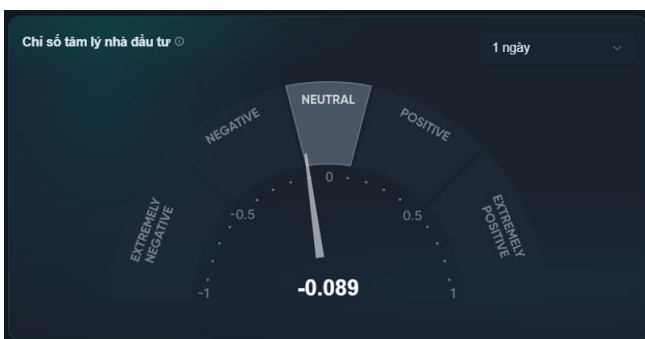 Chỉ số tâm lý nhà đầu tư
1 ngày
NEUTRAL
NEGATIVE
POSITIVE
EXTREMELY
NEGATIVE
EXTREMELY
POSITIVE
0
-0.5
0.5
-1
1
-0.089